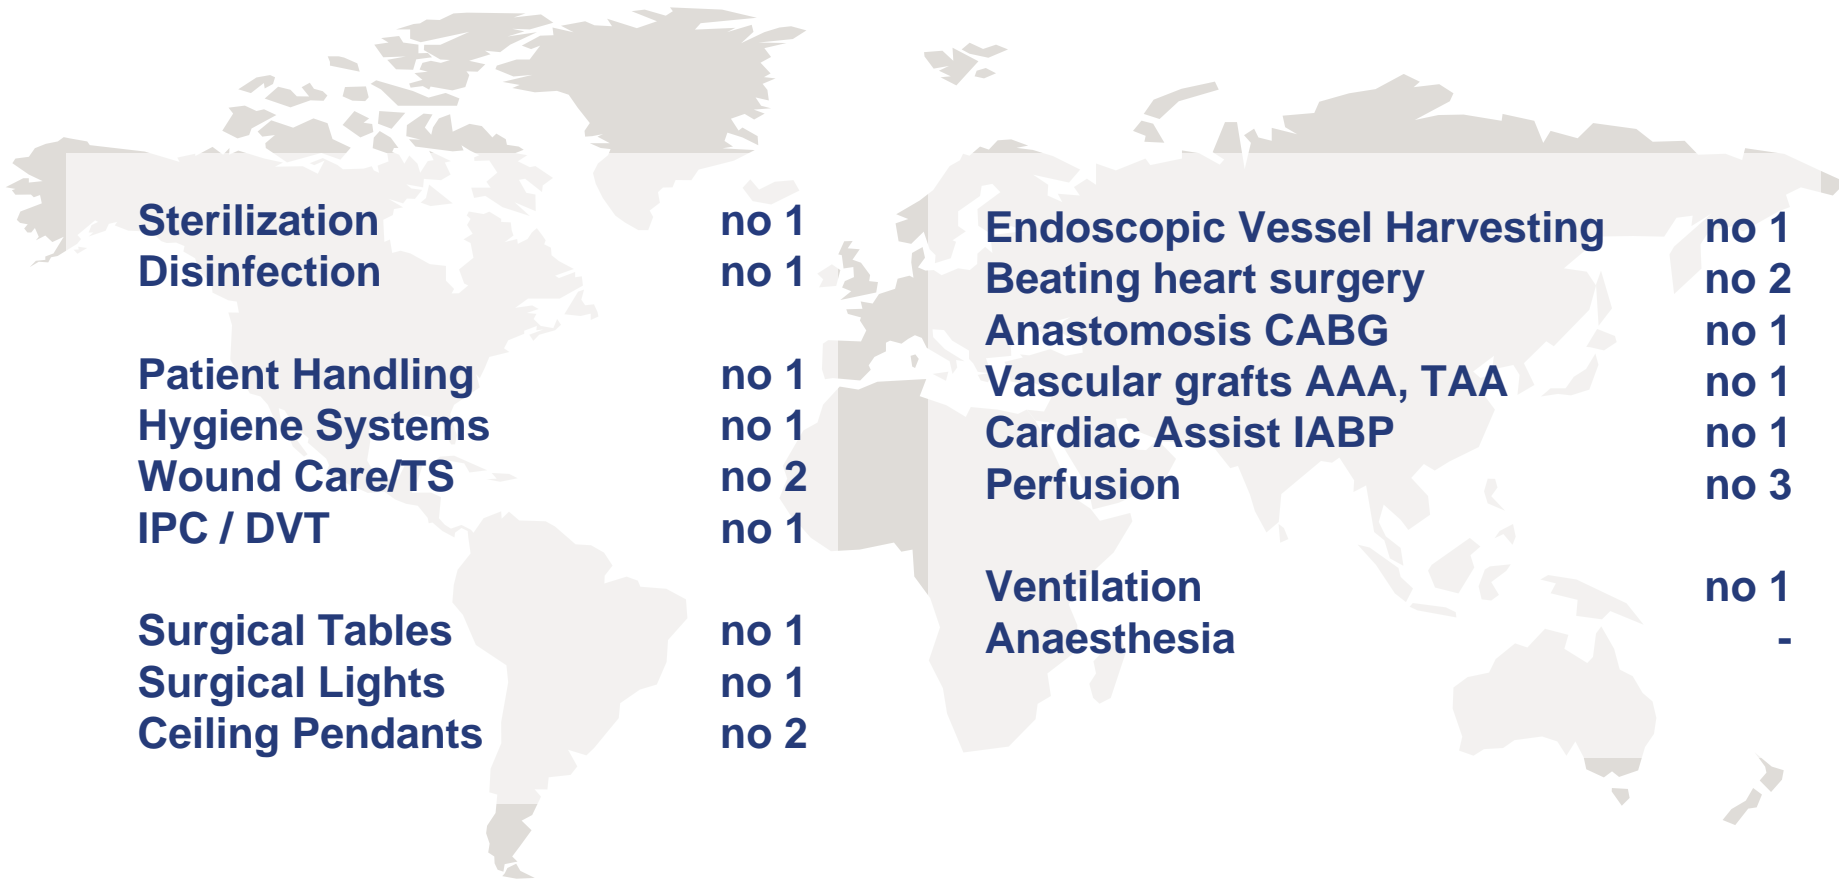 Sterilization no 1
Disinfection no 1
Patient Handling no 1
Hygiene Systems no 1
Wound Care/TS no 2
IPC / DVT no 1
Surgical Tables no 1
Surgical Lights no 1
Ceiling Pendants no 2
Endoscopic Vessel Harvesting no 1
Beating heart surgery no 2
Anastomosis CABG no 1
Vascular grafts AAA, TAA no 1
Cardiac Assist IABP no 1
Perfusion no 3
Ventilation no 1
Anaesthesia -